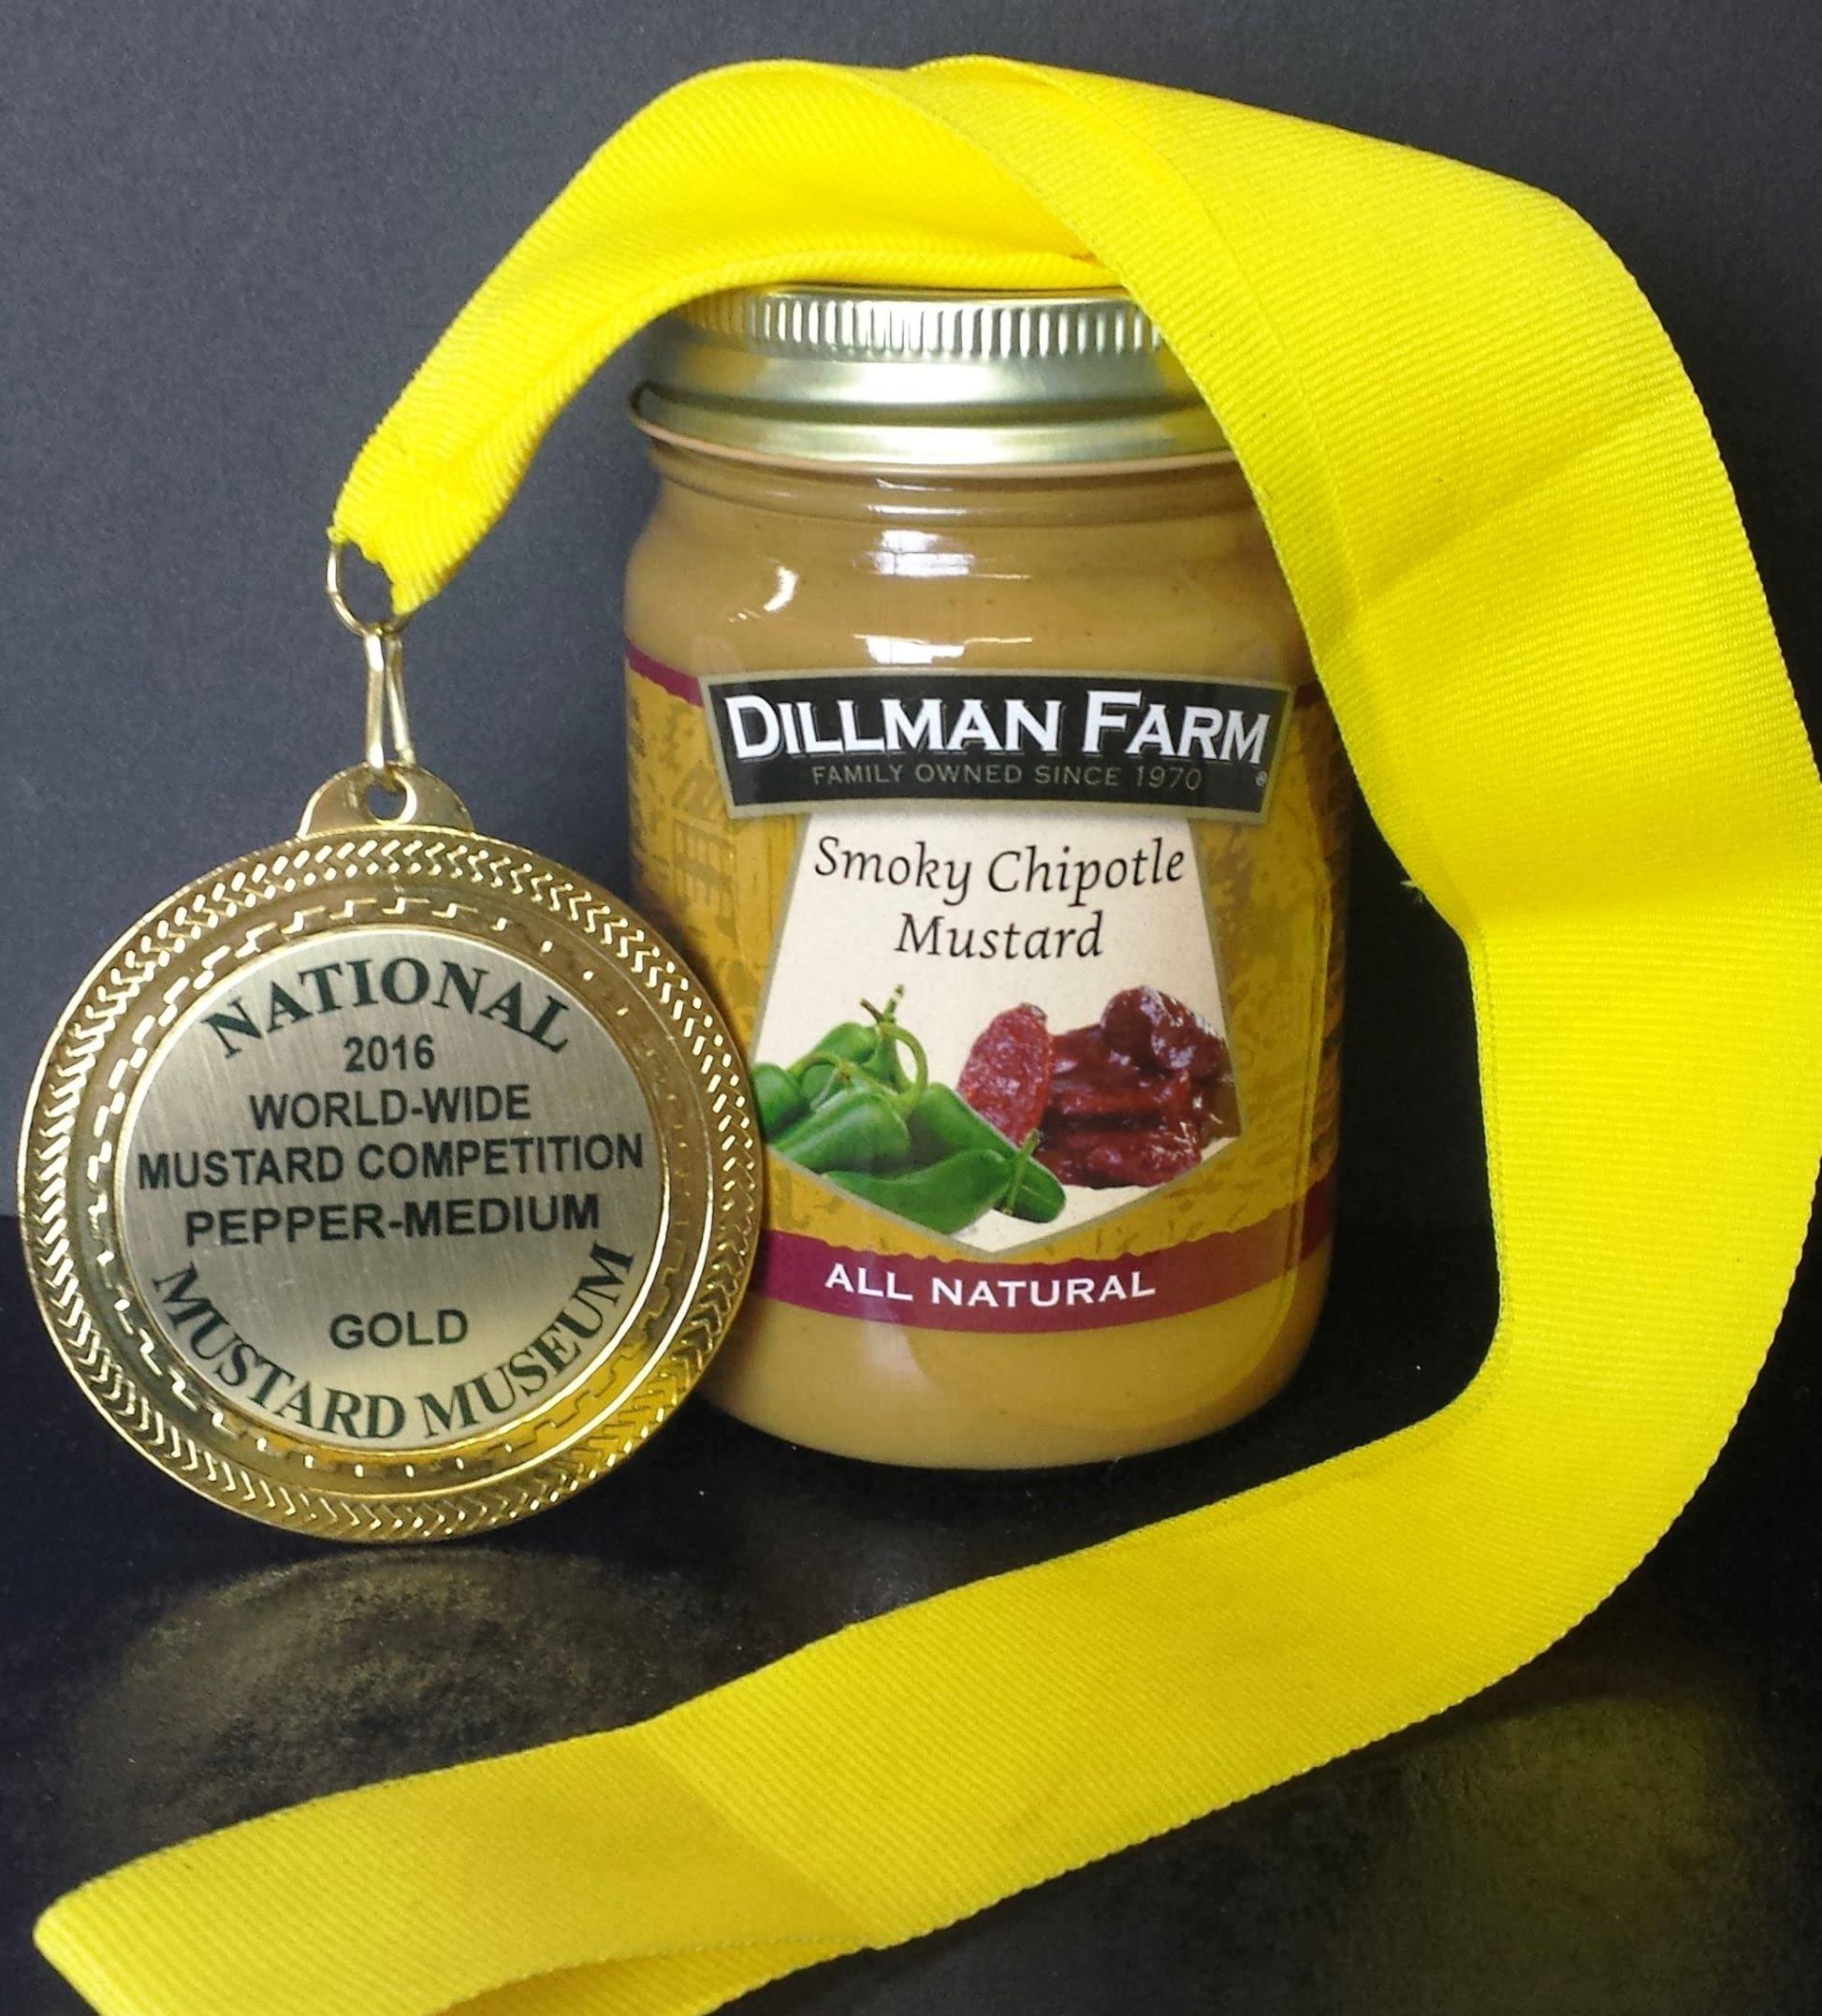 NATIONAL
2016
WORLD-WIDE
MUSTARD COMPETITION
PEPPER-MEDIUM
GOLD
MUSTARD MUSEUM
DILLMAN FARM
FAMILY OWNED SINCE 1970 ®
Smoky Chipotle
Mustard
ALL NATURAL